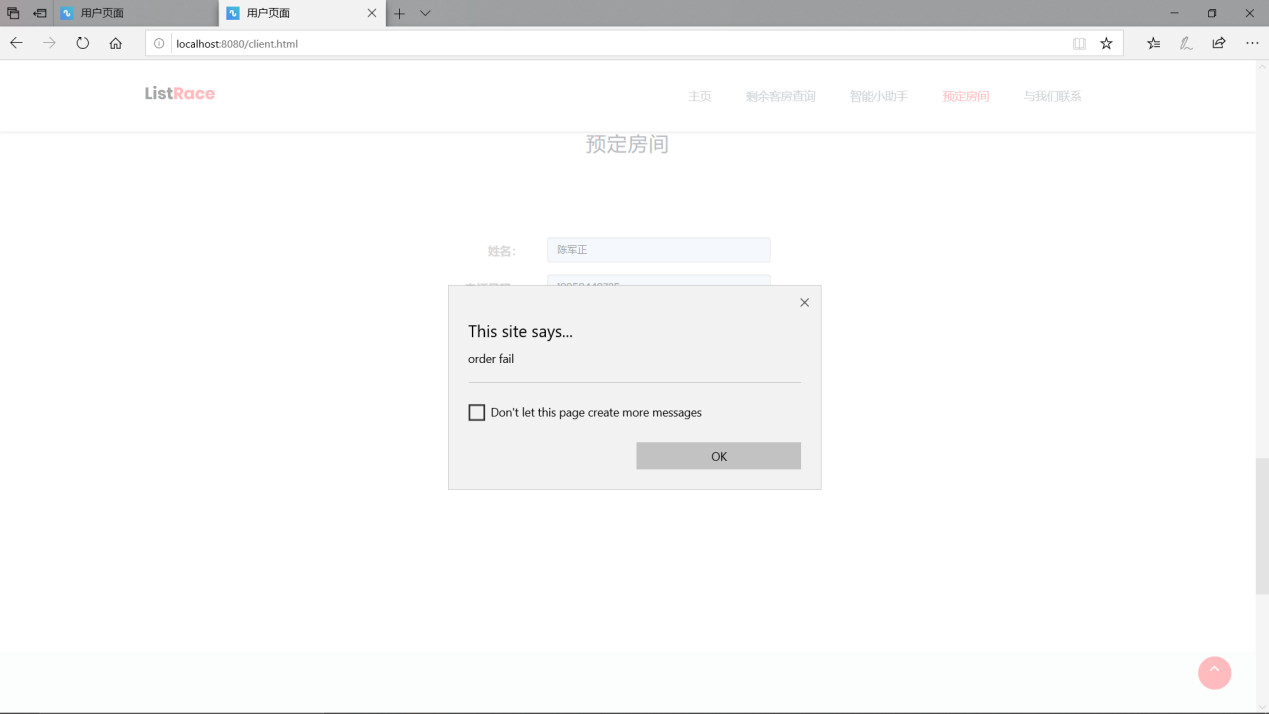 用户页面
用户页面
localhost:8080/client.html
ListRace
主页
剩余客房查询
智能小助手
预定房间
与我们联系
预定房间
姓名：
陈军正
This site says...
order fail
Don't let this page create more messages
OK